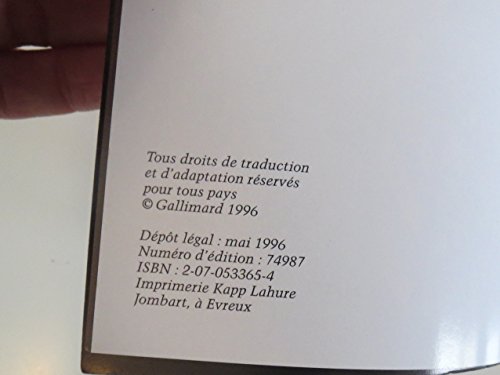 Tous droits de traduction
et d'adaptation réservés
pour tous pays
© Gallimard 1996
Dépôt légal : mai 1996
Numéro d'édition : 74987
ISBN : 2-07-053365-4
Imprimerie Kapp Lahure
Jombart, à Evreux